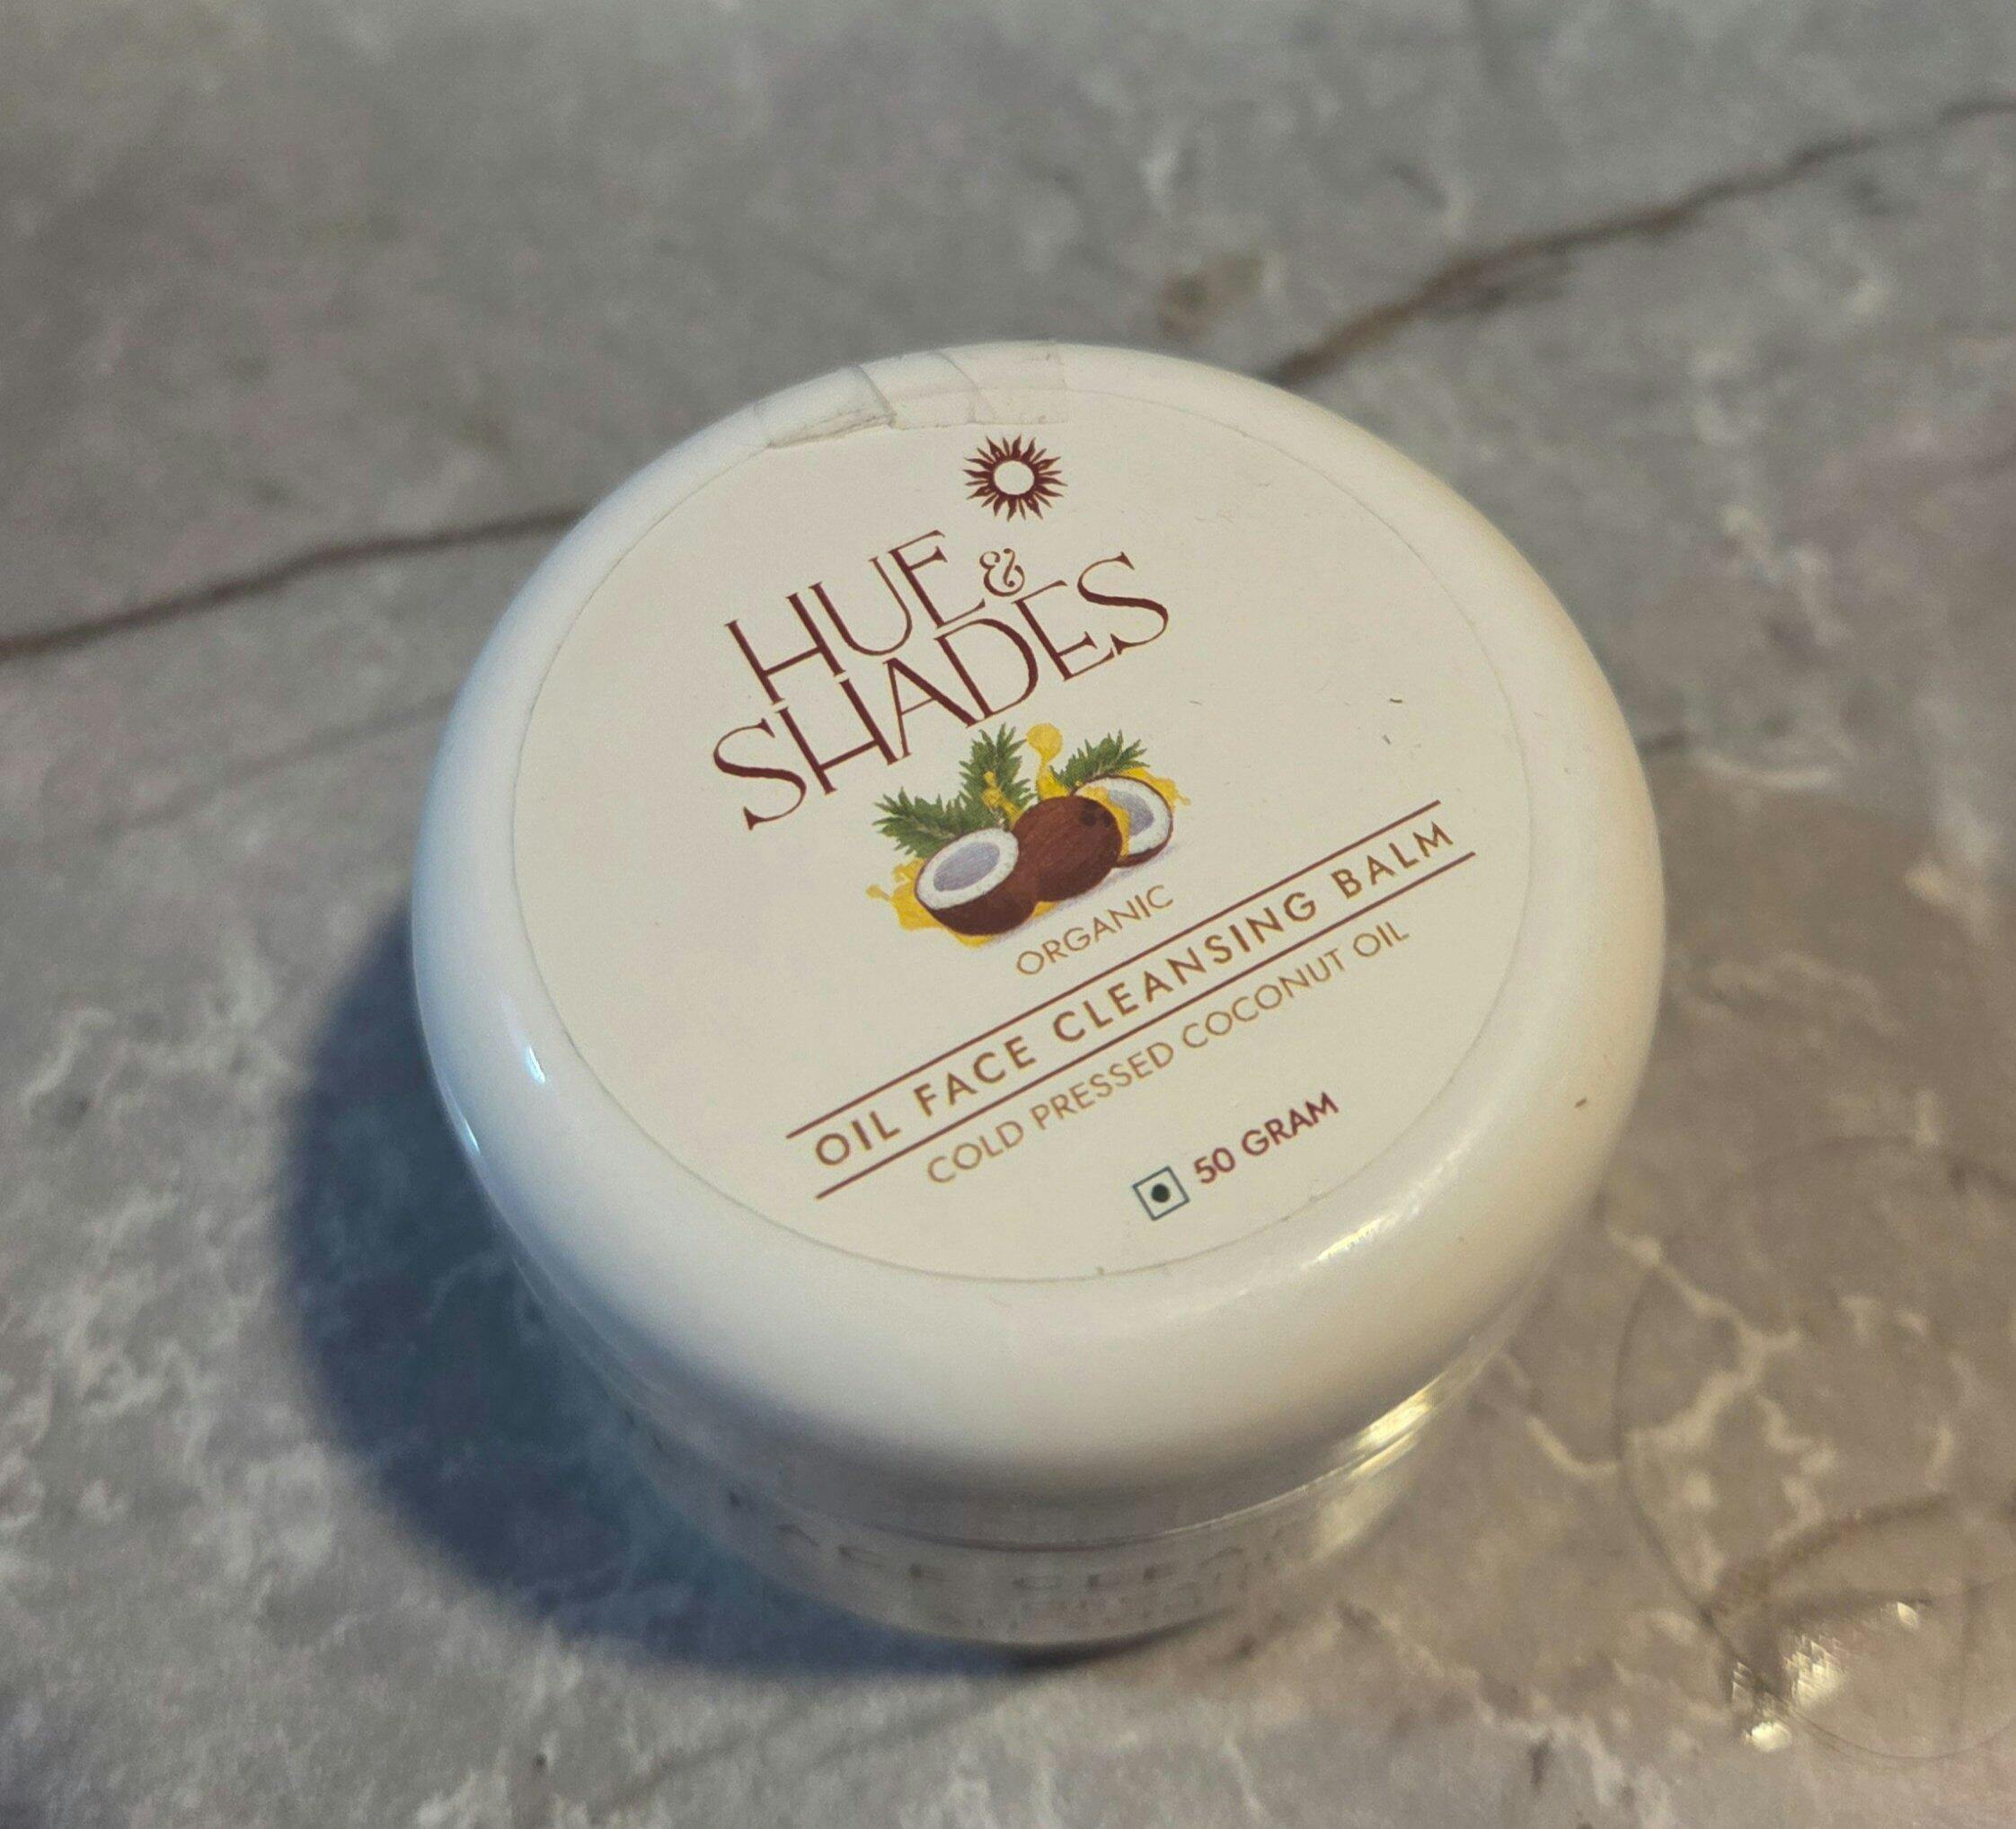 HUE &
SHADES
ORGANIC
OIL FACE CLEANSING BALM
COLD PRESSED COCONUT OIL
50 GRAM